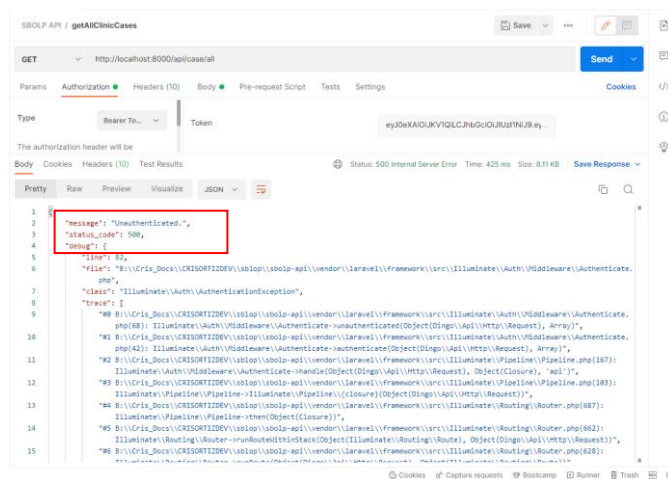 SBOLP API / getAllClinicCases
Save
GET http://localhost:8000/api/case/all Send
Params Authorization Headers (10) Body Pre-request Script Tests Settings Cookies
Type Bearer To... Token
The authorization header will be
Body Cookies Headers (10) Test Results Status: 500 Internal Server Error Time: 425 ms Size: 8.11 KB Save Response
Pretty Raw Preview Visualize JSON
1 {
2 "message": "Unauthenticated.",
3 "status_code": 500,
4 "debug": {
5 "line": 82,
6 "file": "B:\\Cris_Docs\\CRISORTIZDEV\\sblop\\sbolp-api\\vendor\\laravel\\framework\\src\\Illuminate\\Auth\\Middleware\\Authenticate.
php",
7 "class": "Illuminate\\Auth\\AuthenticationException",
8 "trace": [
9 "#0 B:\\Cris_Docs\\CRISORTIZDEV\\sblop\\sbolp-api\\vendor\\laravel\\framework\\src\\Illuminate\\Auth\\Middleware\\Authenticate.
php(68): Illuminate\\Auth\\Middleware\\Authenticate->unauthenticated(Object(Dingo\\Api\\Http\\Request), Array)",
10 "#1 B:\\Cris_Docs\\CRISORTIZDEV\\sblop\\sbolp-api\\vendor\\laravel\\framework\\src\\Illuminate\\Auth\\Middleware\\Authenticate.
php(42): Illuminate\\Auth\\Middleware\\Authenticate->authenticate(Object(Dingo\\Api\\Http\\Request), Array)",
11 "#2 B:\\Cris_Docs\\CRISORTIZDEV\\sblop\\sbolp-api\\vendor\\laravel\\framework\\src\\Illuminate\\Pipeline\\Pipeline.php(167):
Illuminate\\Auth\\Middleware\\Authenticate->handle(Object(Dingo\\Api\\Http\\Request), Object(Closure), 'api')",
12 "#3 B:\\Cris_Docs\\CRISORTIZDEV\\sblop\\sbolp-api\\vendor\\laravel\\framework\\src\\Illuminate\\Pipeline\\Pipeline.php(103):
Illuminate\\Pipeline\\Pipeline->Illuminate\\Pipeline\\{closure}(Object(Dingo\\Api\\Http\\Request))",
13 "#4 B:\\Cris_Docs\\CRISORTIZDEV\\sblop\\sbolp-api\\vendor\\laravel\\framework\\src\\Illuminate\\Routing\\Router.php(687):
Illuminate\\Pipeline\\Pipeline->then(Object(Closure))",
14 "#5 B:\\Cris_Docs\\CRISORTIZDEV\\sblop\\sbolp-api\\vendor\\laravel\\framework\\src\\Illuminate\\Routing\\Router.php(662):
Illuminate\\Routing\\Router->runRouteWithinStack(Object(Illuminate\\Routing\\Route), Object(Dingo\\Api\\Http\\Request))",
15 "#6 B:\\Cris_Docs\\CRISORTIZDEV\\sblop\\sbolp-api\\vendor\\laravel\\framework\\src\\Illuminate\\Routing\\Router.php(628):
Cookies Capture requests Bootcamp Runner Trash